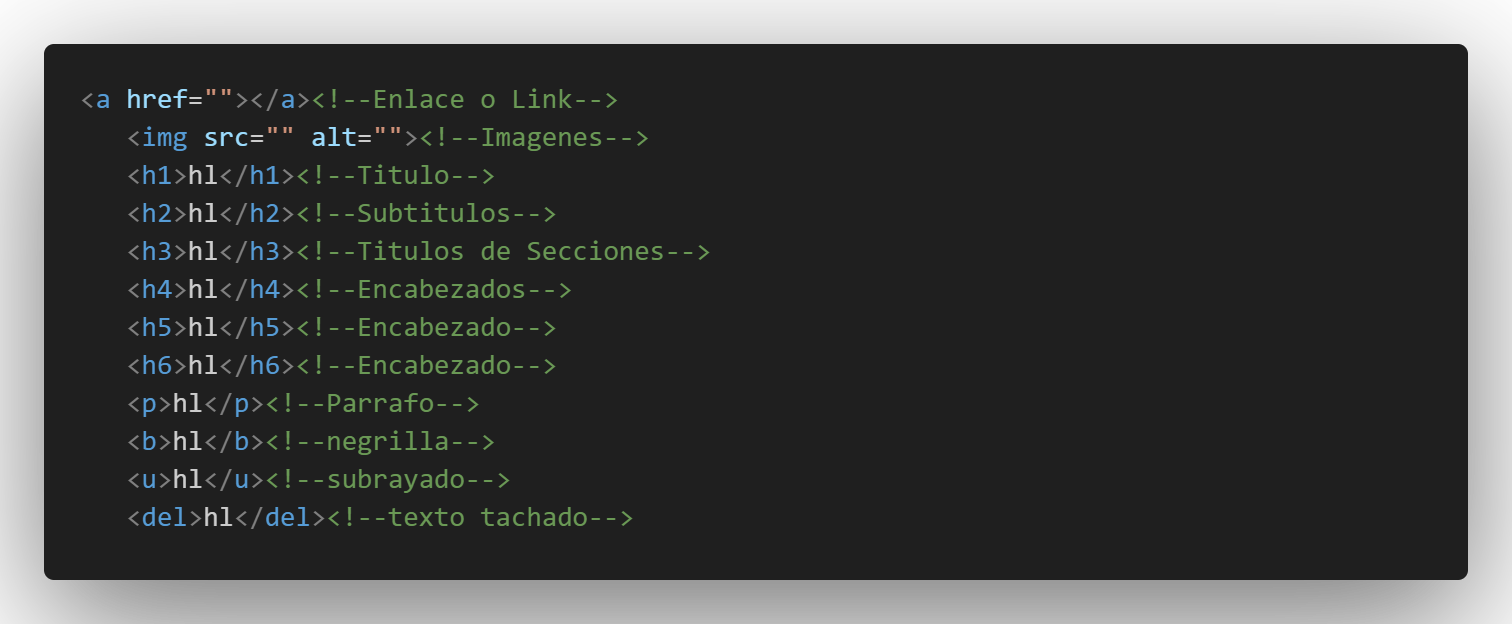 <a href=""></a><!--Enlace o Link-->
<img src="" alt=""><!--Imagenes-->
<h1>hl</h1><!--Titulo-->
<h2>hl</h2><!--Subtitulos-->
<h3>hl</h3><!--Titulos de Secciones-->
<h4>hl</h4><!--Encabezados-->
<h5>hl</h5><!--Encabezado-->
<h6>hl</h6><!--Encabezado-->
<p>hl</p><!--Parrafo-->
<b>hl</b><!--negrilla-->
<u>hl</u><!--subrayado-->
<del>hl</del><!--texto tachado-->